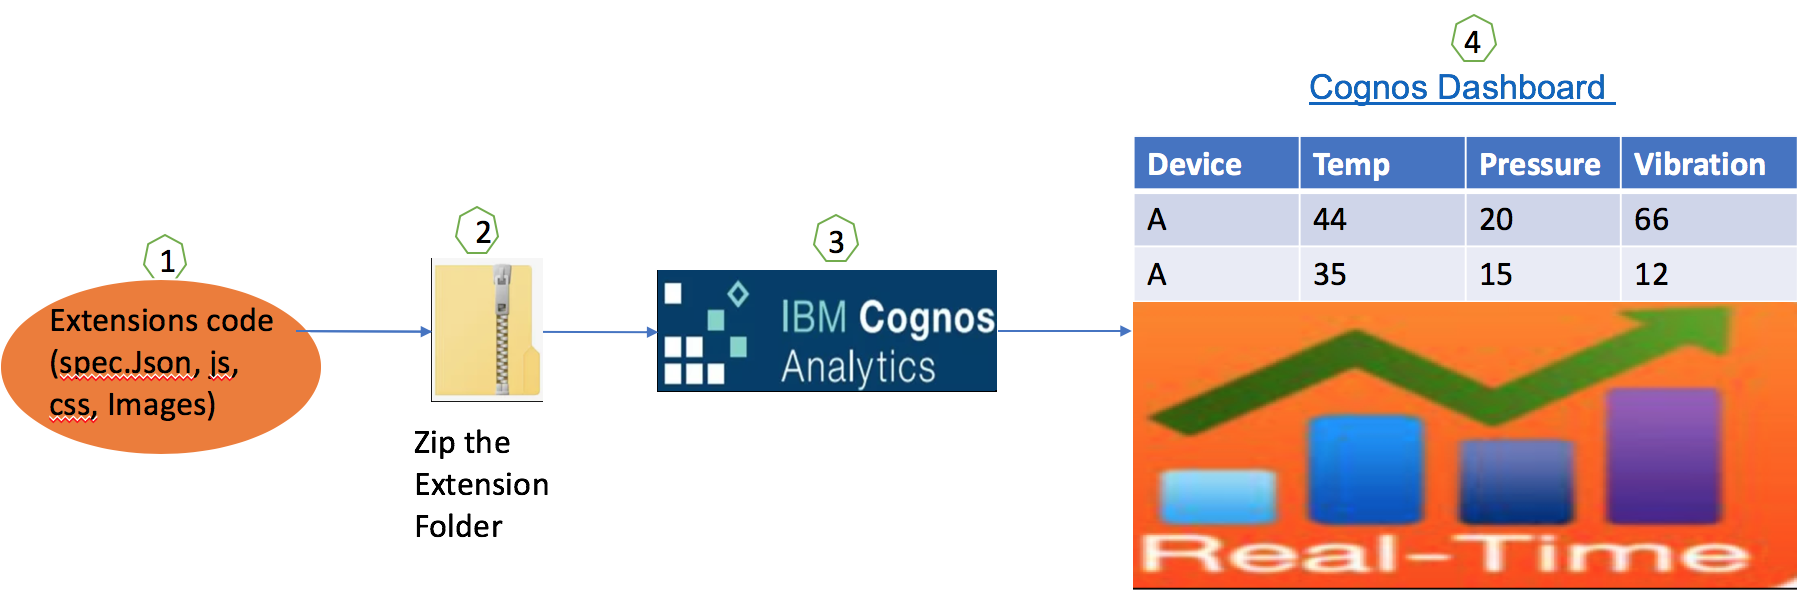 1
Extensions code
(spec.Json, js,
css, Images)
2
Zip the
Extension
Folder
3
IBM Cognos
Analytics
4
Cognos Dashboard
Device Temp Pressure Vibration
A 44 20 66
A 35 15 12
Real-Time